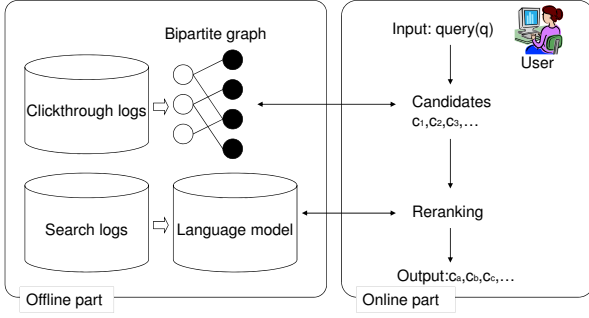 Bipartite graph
Clickthrough logs
Search logs
Language model
Offline part
Input: query(q)
User
Candidates
c1,c2,c3,…
Reranking
Output:ca,cb,cc,…
Online part